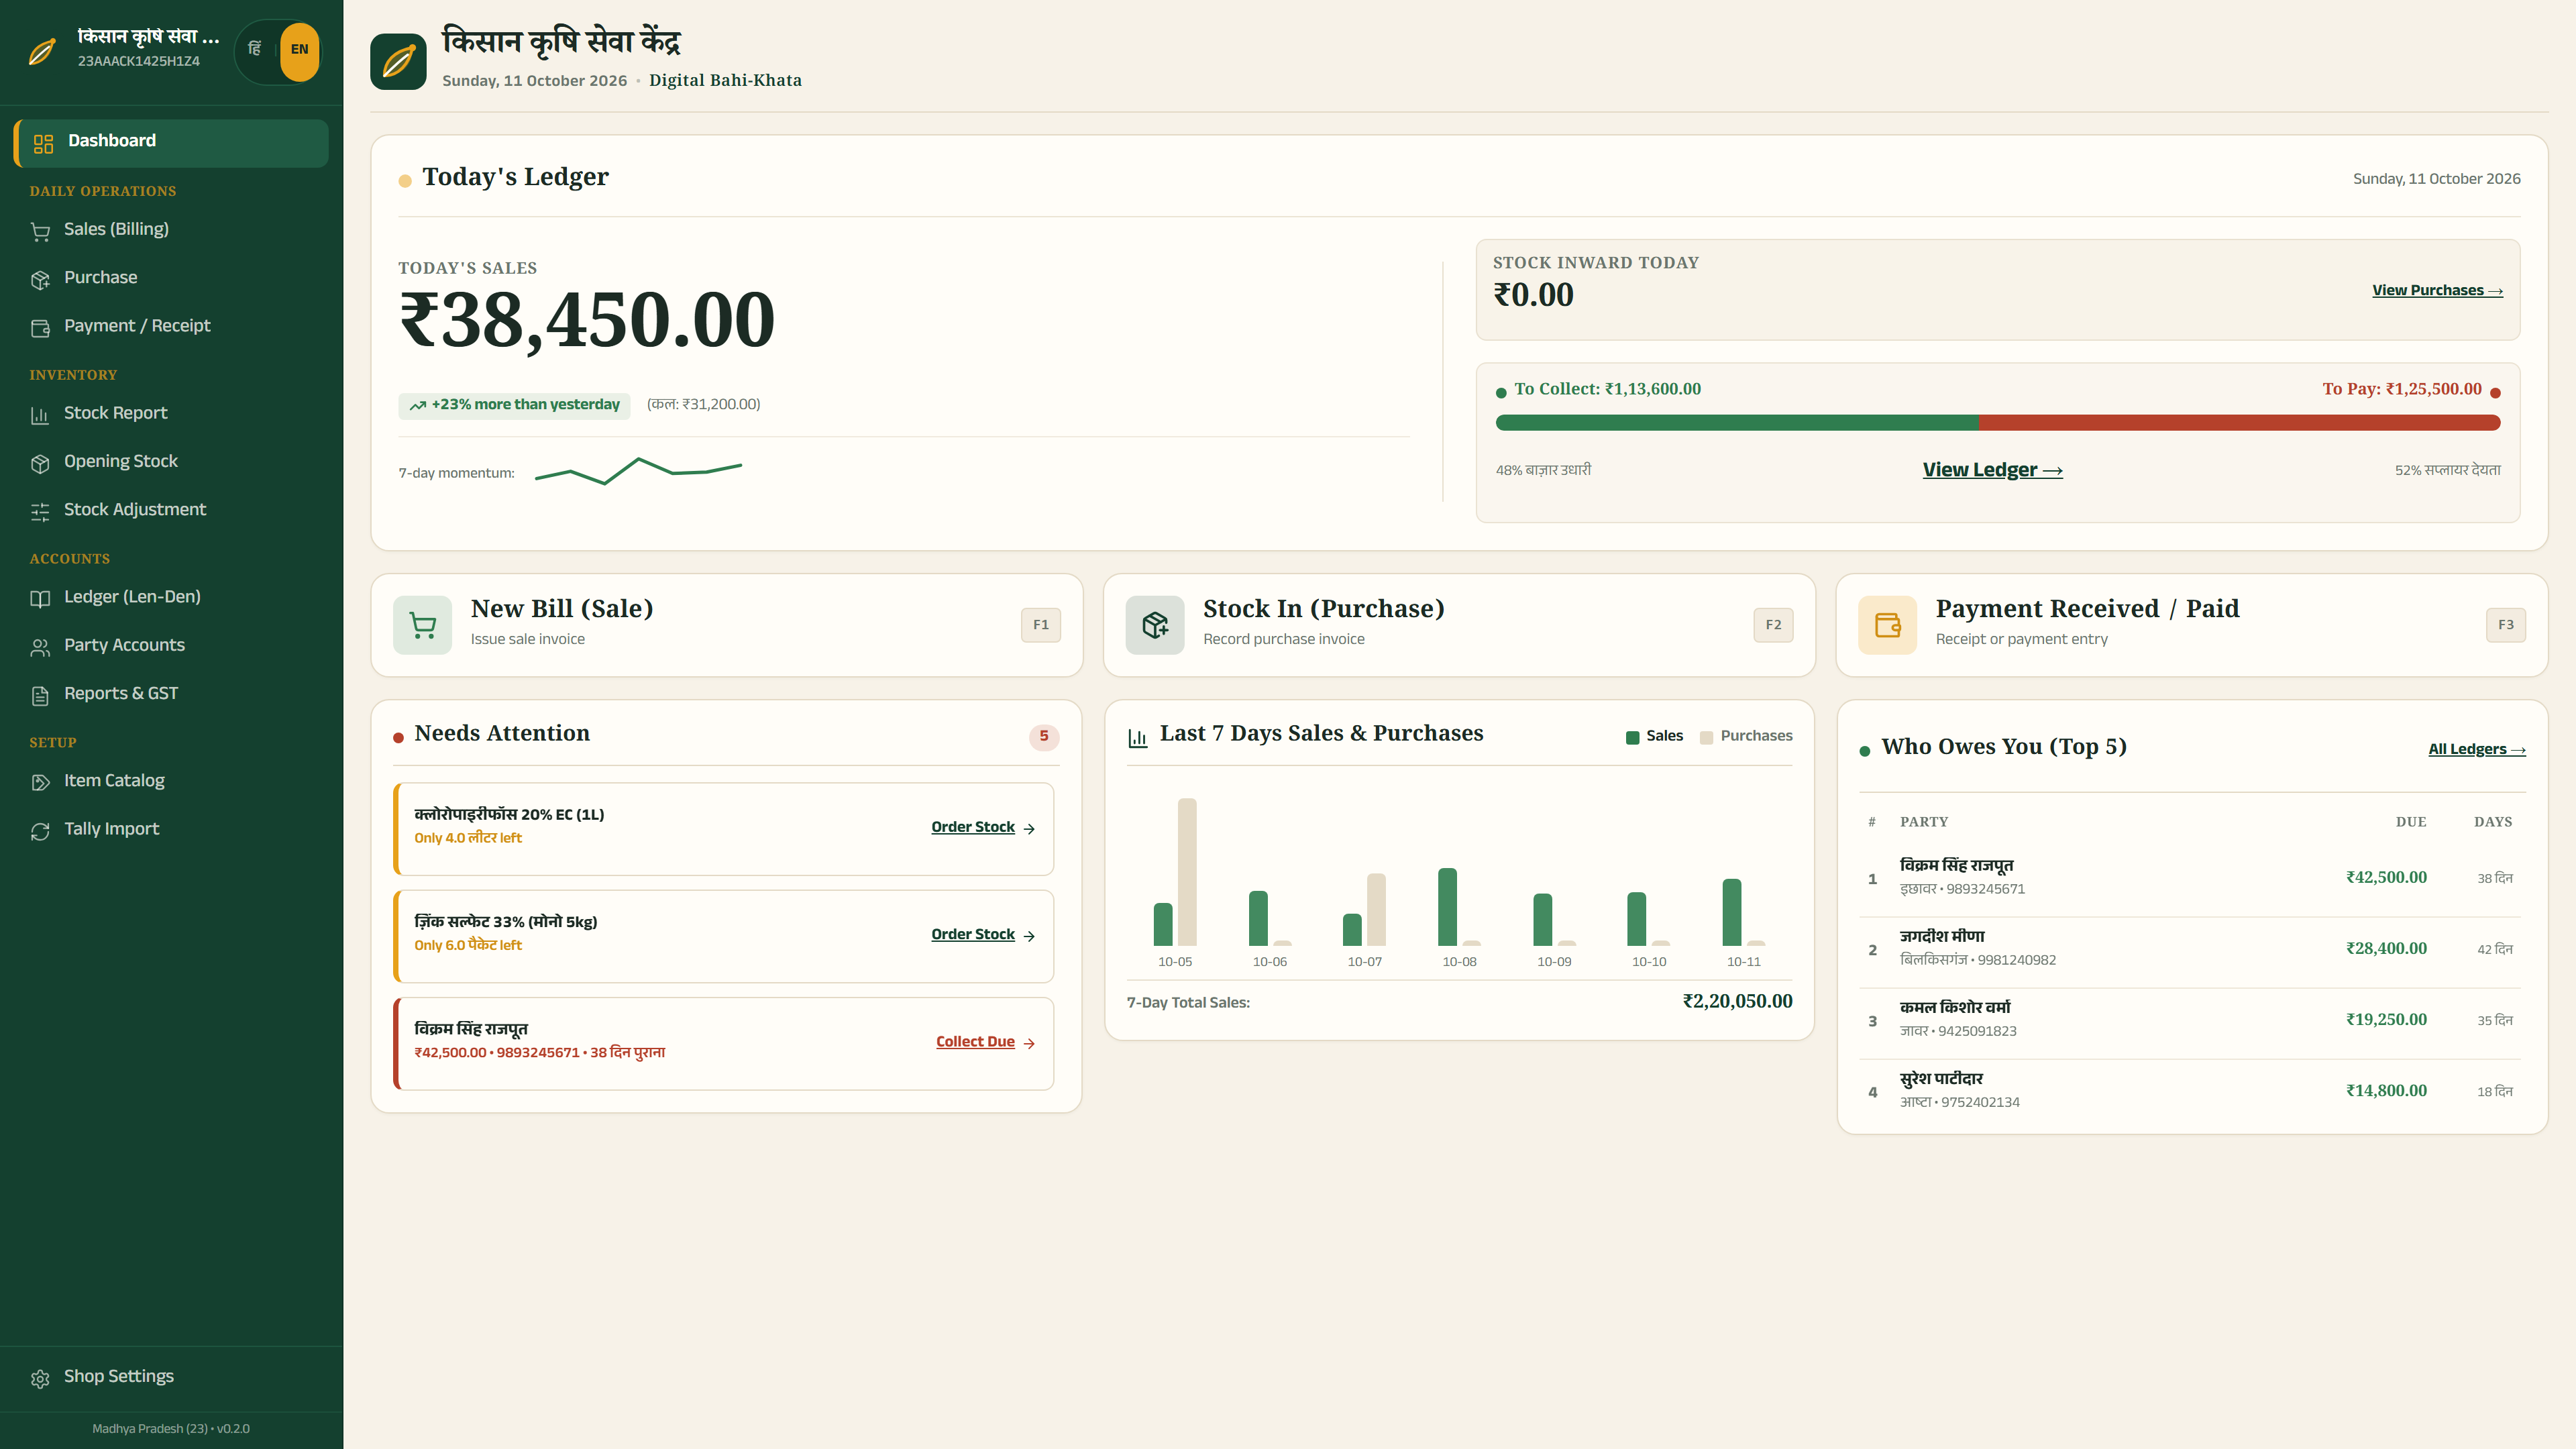 किसान कृषि सेवा ...
23AAACK1425H1Z4
हिं
EN
Dashboard
DAILY OPERATIONS
Sales (Billing)
Purchase
Payment / Receipt
INVENTORY
Stock Report
Opening Stock
Stock Adjustment
ACCOUNTS
Ledger (Len-Den)
Party Accounts
Reports & GST
SETUP
Item Catalog
Tally Import
Shop Settings
Madhya Pradesh (23) • v0.2.0
किसान कृषि सेवा केंद्र
Sunday, 11 October 2026 • Digital Bahi-Khata
Today's Ledger
Sunday, 11 October 2026
TODAY'S SALES
₹38,450.00
+23% more than yesterday
(कल: ₹31,200.00)
7-day momentum:
STOCK INWARD TODAY
₹0.00
View Purchases →
To Collect: ₹1,13,600.00
To Pay: ₹1,25,500.00
48% बाज़ार उधारी
View Ledger →
52% सप्लायर देयता
New Bill (Sale)
Issue sale invoice
F1
Stock In (Purchase)
Record purchase invoice
F2
Payment Received / Paid
Receipt or payment entry
F3
Needs Attention
5
क्लोरोपाइरीफॉस 20% EC (1L)
Only 4.0 लीटर left
Order Stock →
ज़िंक सल्फेट 33% (मोनो 5kg)
Only 6.0 पैकेट left
Order Stock →
विक्रम सिंह राजपूत
₹42,500.00 • 9893245671 • 38 दिन पुराना
Collect Due →
Last 7 Days Sales & Purchases
Sales
Purchases
10-05
10-06
10-07
10-08
10-09
10-10
10-11
7-Day Total Sales:
₹2,20,050.00
Who Owes You (Top 5)
All Ledgers →
# PARTY DUE DAYS
1 विक्रम सिंह राजपूत ₹42,500.00 38 दिन
इछावर • 9893245671
2 जगदीश मीणा ₹28,400.00 42 दिन
बिलकिसगंज • 9981240982
3 कमल किशोर वर्मा ₹19,250.00 35 दिन
जावर • 9425091823
4 सुरेश पाटीदार ₹14,800.00 18 दिन
आष्टा • 9752402134